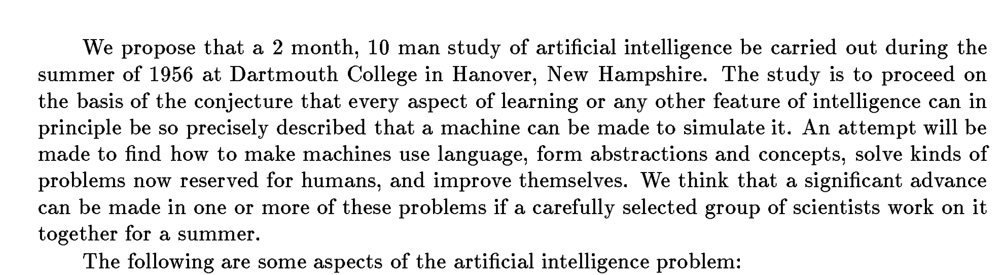 We propose that a 2 month, 10 man study of artificial intelligence be carried out during the
summer of 1956 at Dartmouth College in Hanover, New Hampshire. The study is to proceed on
the basis of the conjecture that every aspect of learning or any other feature of intelligence can in
principle be so precisely described that a machine can be made to simulate it. An attempt will be
made to find how to make machines use language, form abstractions and concepts, solve kinds of
problems now reserved for humans, and improve themselves. We think that a significant advance
can be made in one or more of these problems if a carefully selected group of scientists work on it
together for a summer.
The following are some aspects of the artificial intelligence problem: